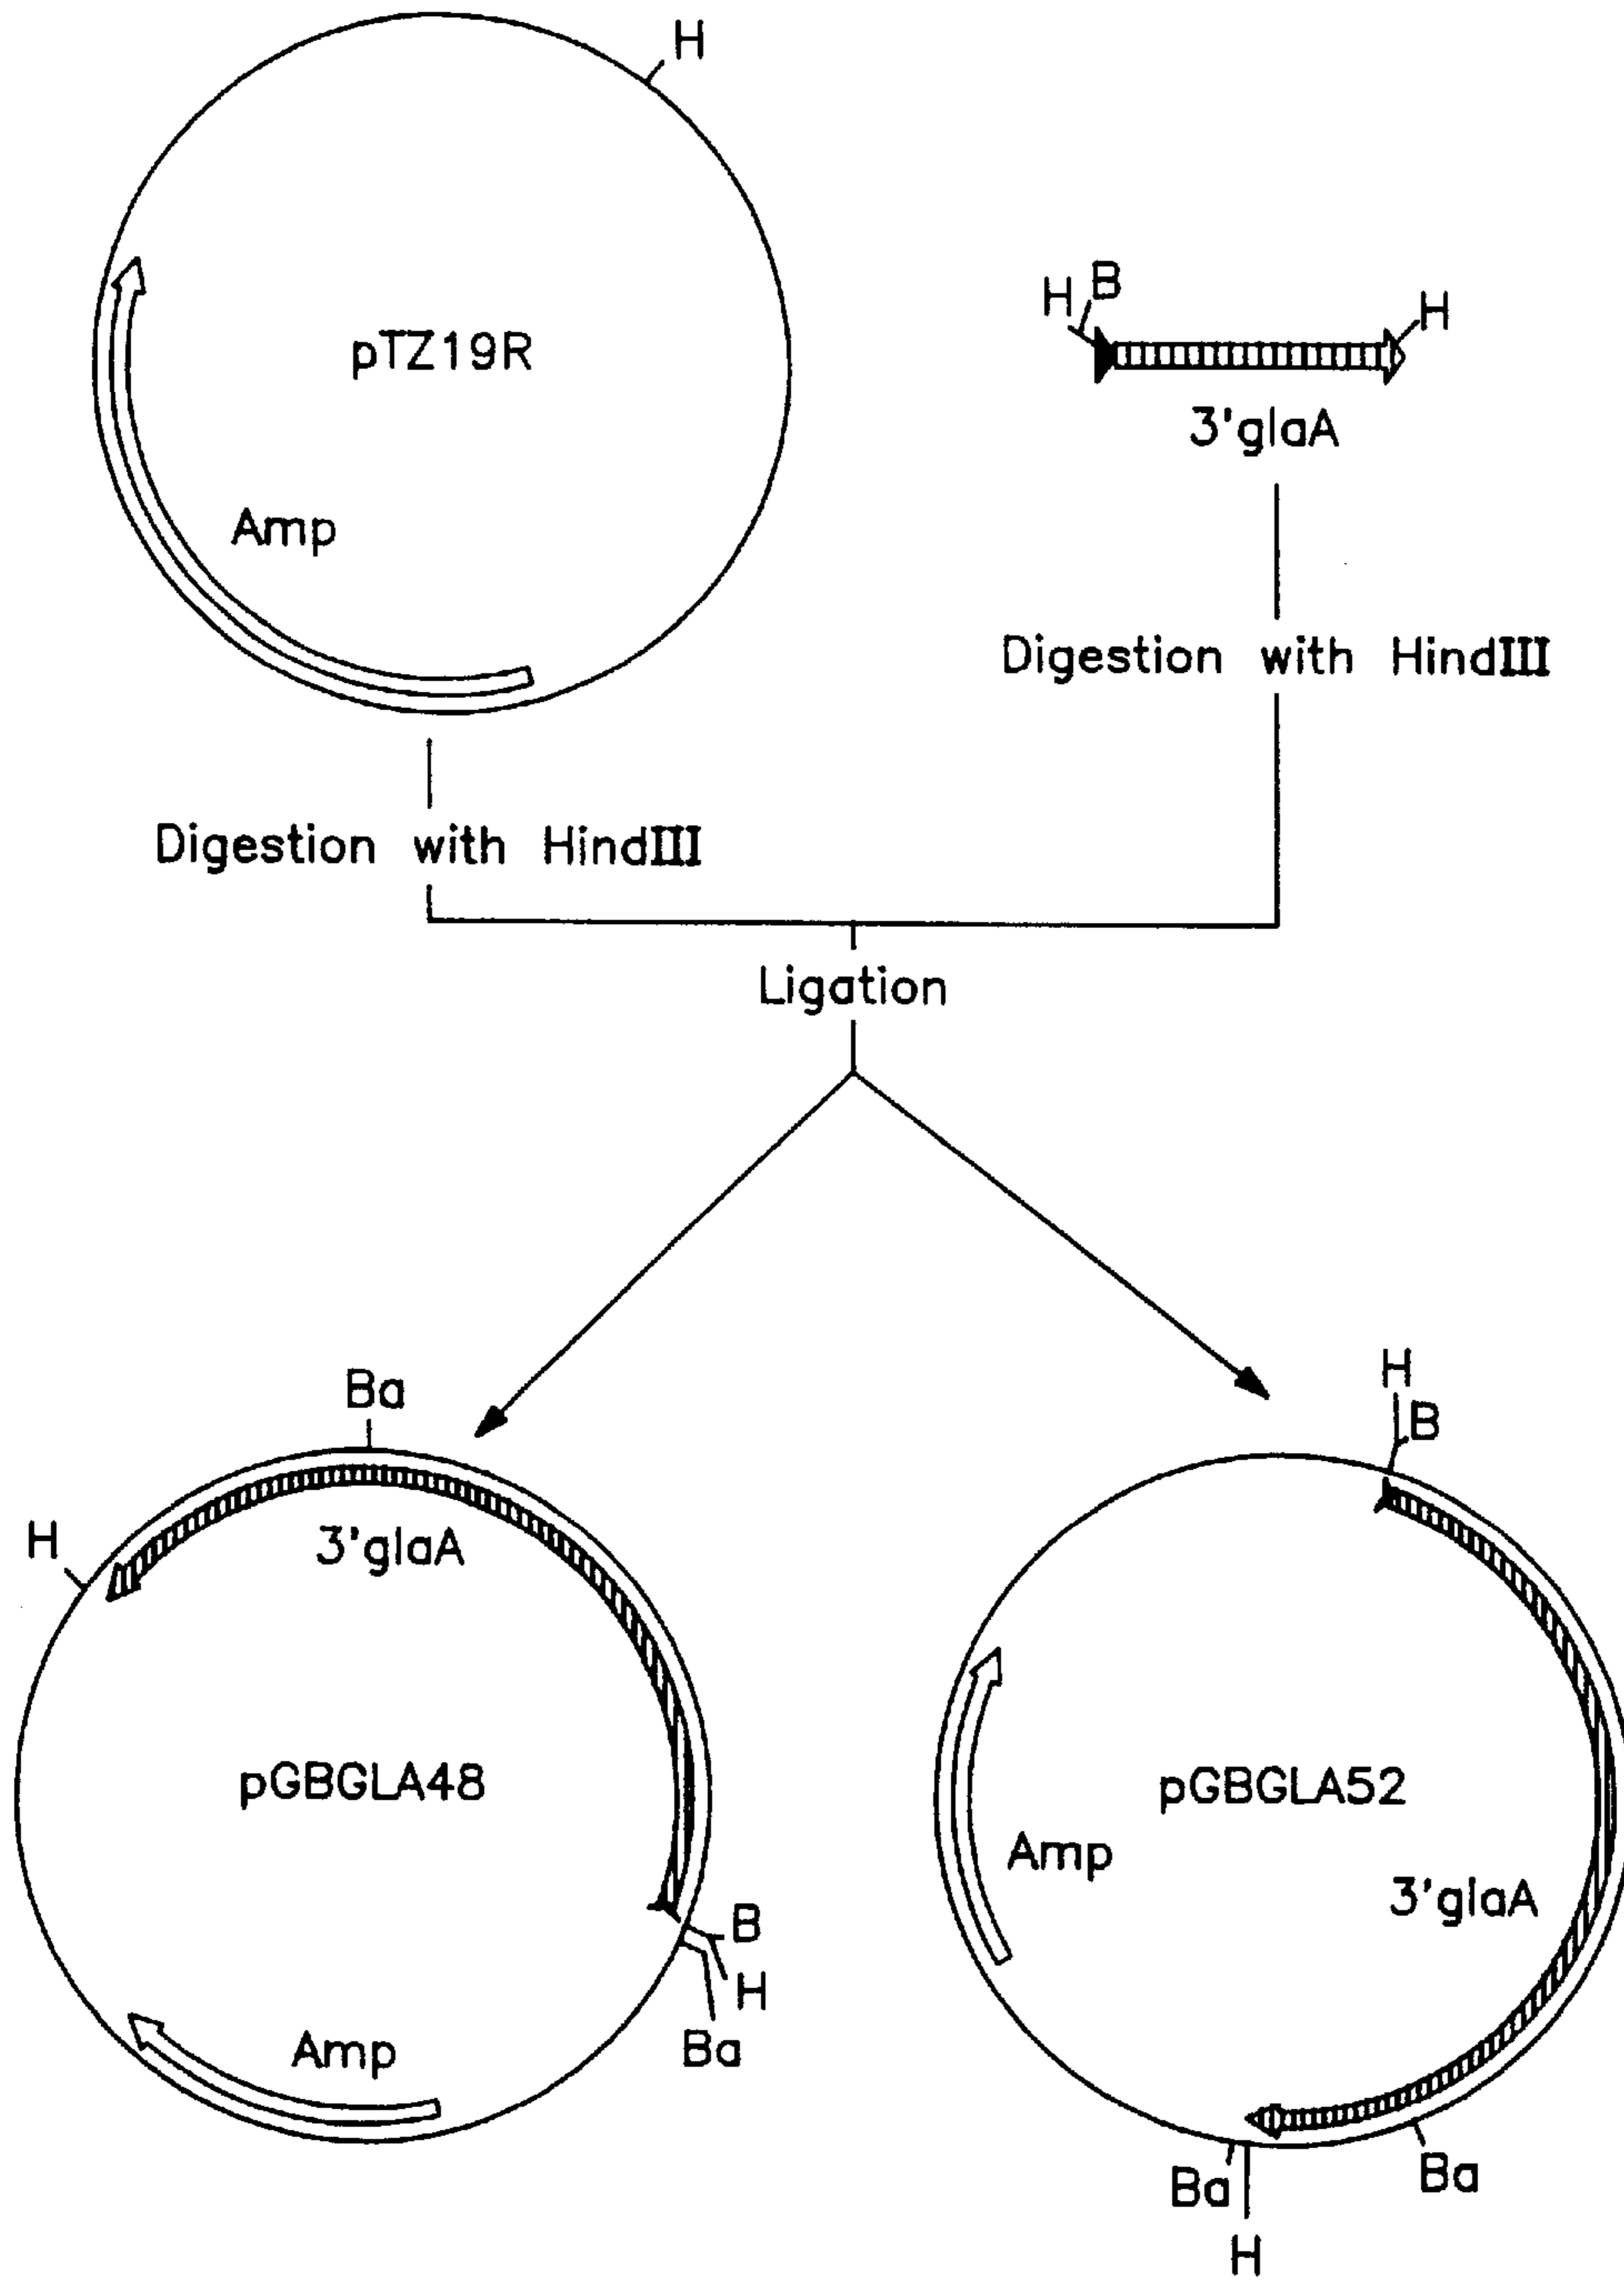 H
pTZ19R
Amp
H B
H
3'glaA
Digestion with HindIII
Digestion with HindIII
Ligation
Ba
H
3'glaA
pGBGLA48
Amp
B
H
Ba
H
B
pGBGLA52
Amp
3'glaA
Ba
Ba
H